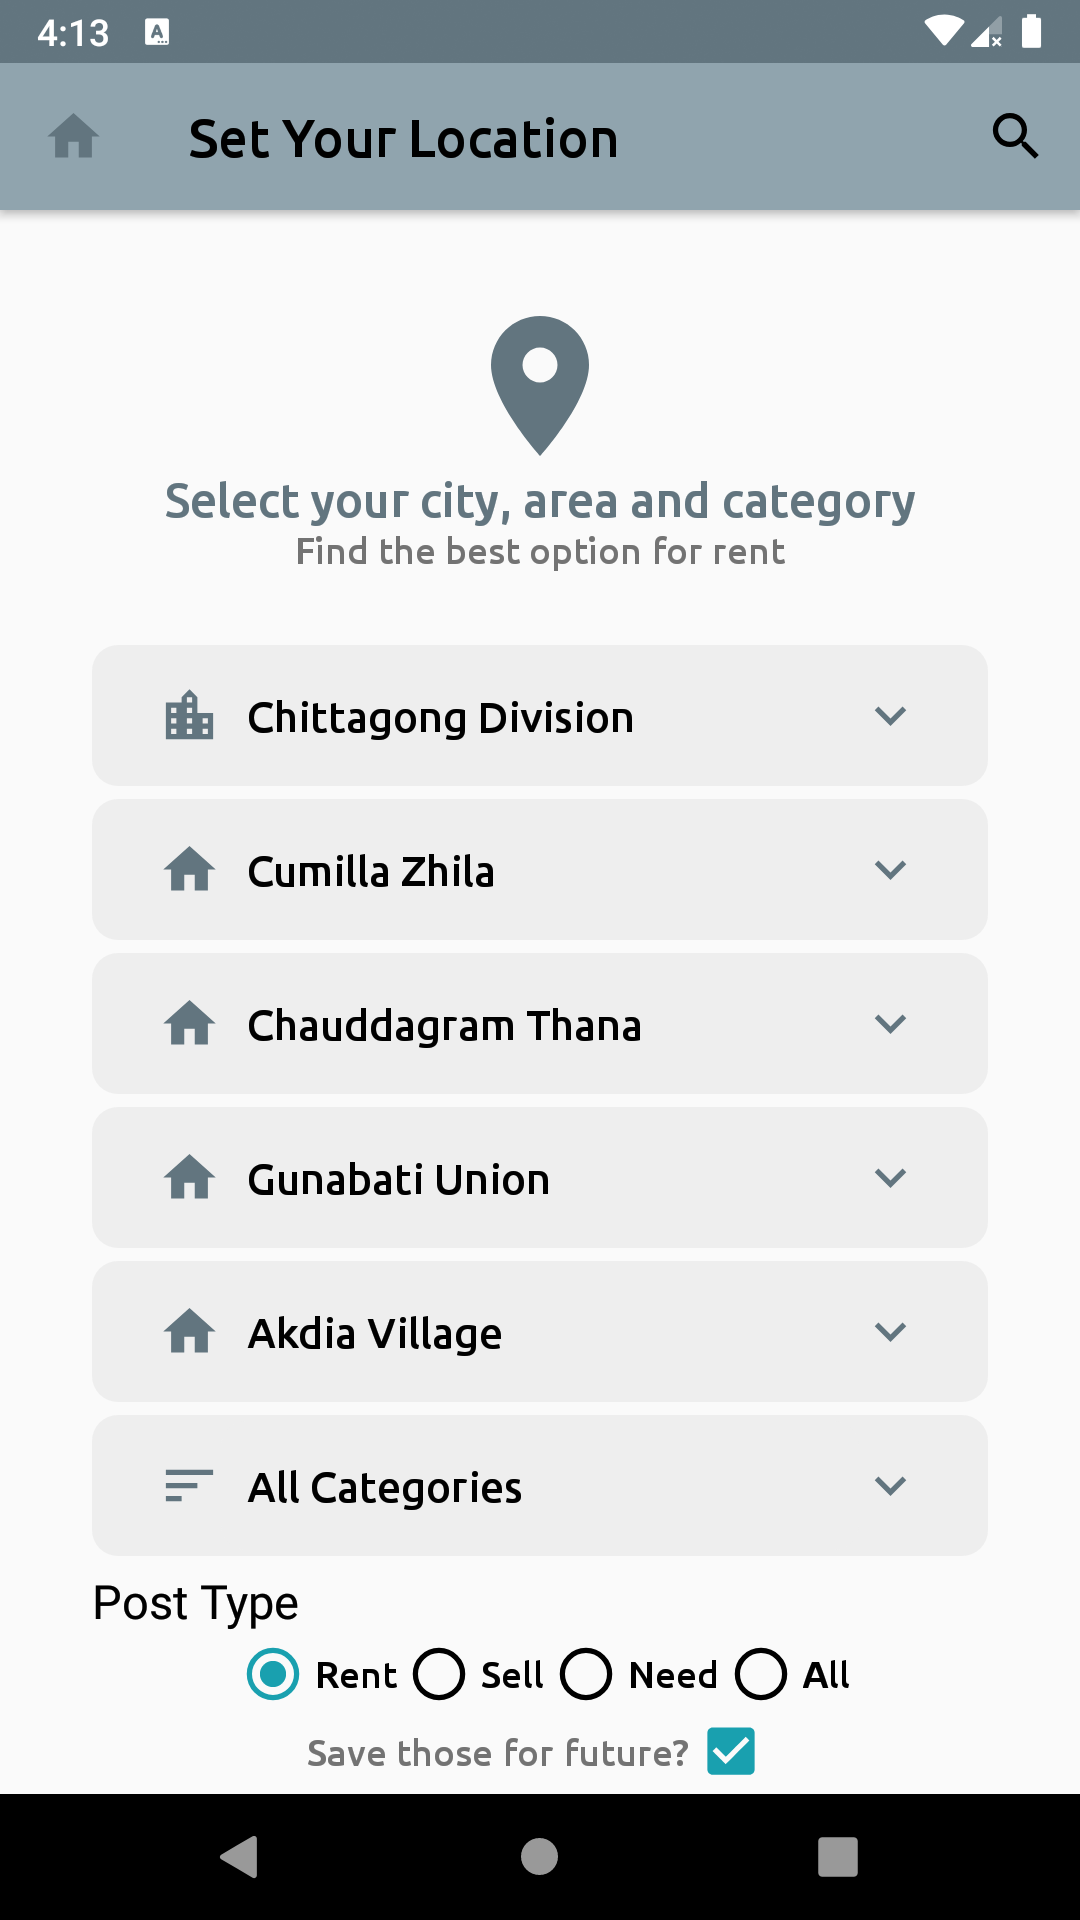 4:13
Set Your Location
Select your city, area and category
Find the best option for rent
Chittagong Division
Cumilla Zhila
Chauddagram Thana
Gunabati Union
Akdia Village
All Categories
Post Type
Rent Sell Need All
Save those for future?